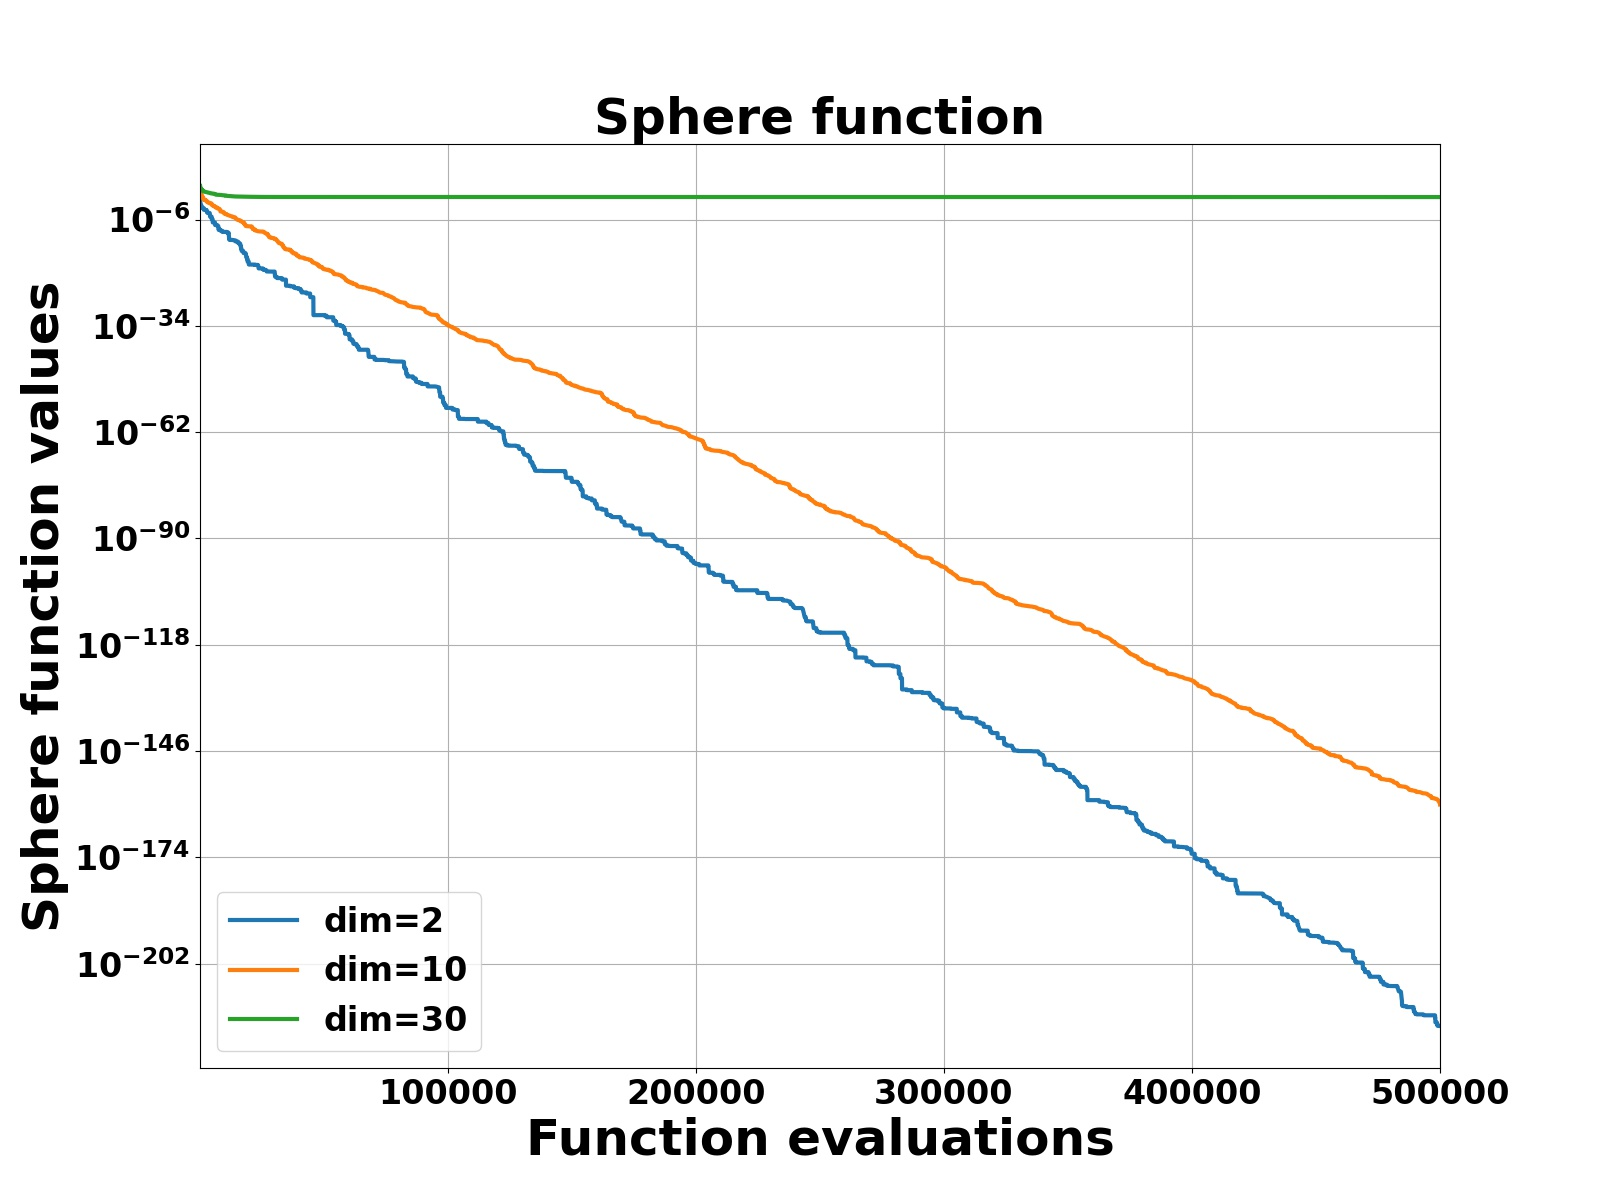 Sphere function
Sphere function values
10⁻⁶
10⁻³⁴
10⁻⁶²
10⁻⁹⁰
10⁻¹¹⁸
10⁻¹⁴⁶
10⁻¹⁷⁴
10⁻²⁰²
dim=2
dim=10
dim=30
100000 200000 300000 400000 500000
Function evaluations